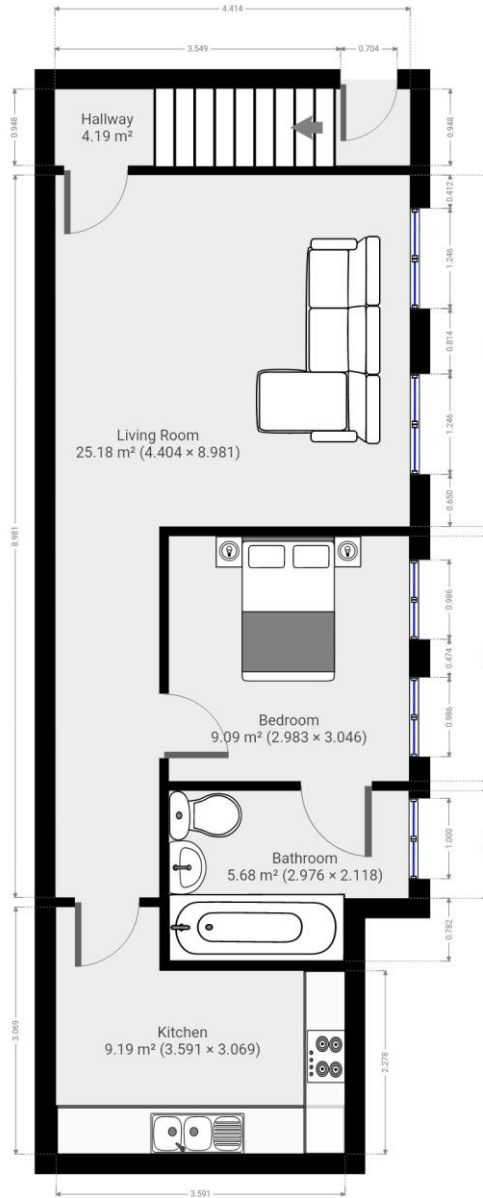 4.414
3.549
0.704
0.948
Hallway
4.19 m²
0.948
0.412
1.246
0.814
1.246
Living Room
25.18 m² (4.404 × 8.981)
0.650
8.981
0.986
0.474
0.986
Bedroom
9.09 m² (2.983 × 3.046)
1.000
Bathroom
5.68 m² (2.976 × 2.118)
0.782
3.069
Kitchen
9.19 m² (3.591 × 3.069)
2.278
3.591